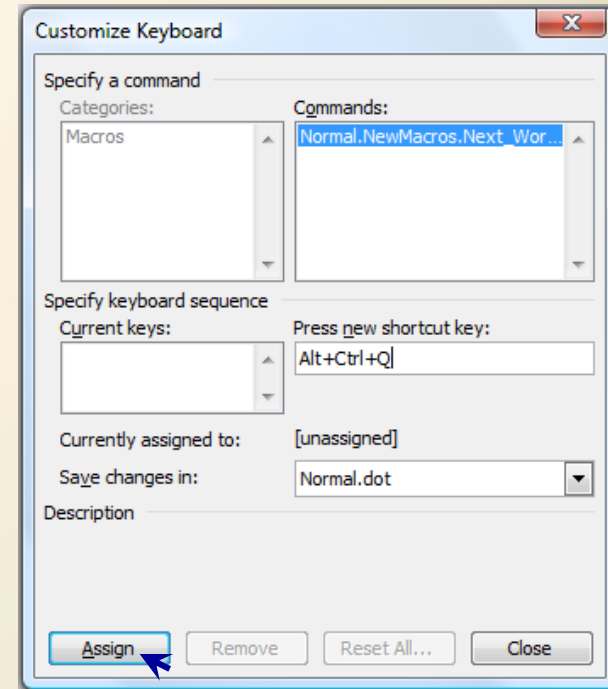 Customize Keyboard
Specify a command
Categories: Commands:
Macros Normal.NewMacros.Next_Wor...
Specify keyboard sequence
Current keys: Press new shortcut key:
Alt+Ctrl+Q
Currently assigned to: [unassigned]
Save changes in: Normal.dot
Description
Assign Remove Reset All... Close